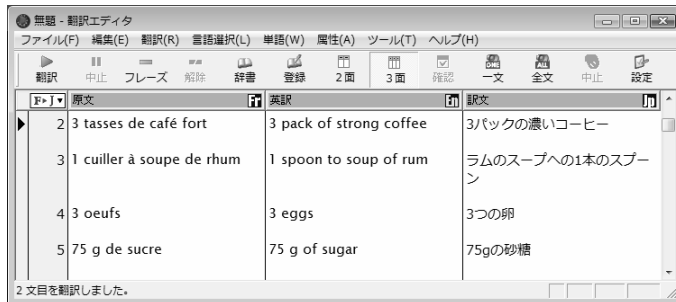 無題 - 翻訳エディタ
ファイル(F) 編集(E) 翻訳(R) 言語選択(L) 単語(W) 属性(A) ツール(T) ヘルプ(H)
翻訳 中止 フレーズ 解除 辞書 登録 2面 3面 確認 一文 全文 中止 設定
F▸J 原文 英訳 訳文
2 3 tasses de café fort 3 pack of strong coffee 3パックの濃いコーヒー
3 1 cuiller à soupe de rhum 1 spoon to soup of rum ラムのスープへの1本のスプー
ン
4 3 oeufs 3 eggs 3つの卵
5 75 g de sucre 75 g of sugar 75gの砂糖
2 文目を翻訳しました。